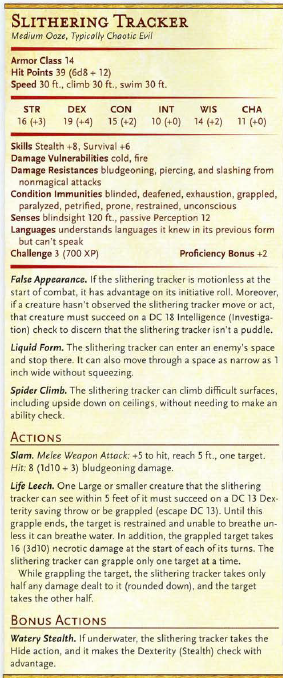 SLITHERING TRACKER
Medium Ooze, Typically Chaotic Evil
Armor Class 14
Hit Points 39 (6d8 + 12)
Speed 30 ft., climb 30 ft., swim 30 ft.
STR DEX CON INT WIS CHA
16 (+3) 19 (+4) 15 (+2) 10 (+0) 14 (+2) 11 (+0)
Skills Stealth +8, Survival +6
Damage Vulnerabilities cold, fire
Damage Resistances bludgeoning, piercing, and slashing from
nonmagical attacks
Condition Immunities blinded, deafened, exhaustion, grappled,
paralyzed, petrified, prone, restrained, unconscious
Senses blindsight 120 ft., passive Perception 12
Languages understands languages it knew in its previous form
but can't speak
Challenge 3 (700 XP) Proficiency Bonus +2
False Appearance. If the slithering tracker is motionless at the
start of combat, it has advantage on its initiative roll. Moreover,
if a creature hasn't observed the slithering tracker move or act,
that creature must succeed on a DC 18 Intelligence (Investiga-
tion) check to discern that the slithering tracker isn't a puddle.
Liquid Form. The slithering tracker can enter an enemy's space
and stop there. It can also move through a space as narrow as 1
inch wide without squeezing.
Spider Climb. The slithering tracker can climb difficult surfaces,
including upside down on ceilings, without needing to make an
ability check.
ACTIONS
Slam. Melee Weapon Attack: +5 to hit, reach 5 ft., one target.
Hit: 8 (1d10 + 3) bludgeoning damage.
Life Leech. One Large or smaller creature that the slithering
tracker can see within 5 feet of it must succeed on a DC 13 Dex-
terity saving throw or be grappled (escape DC 13). Until this
grapple ends, the target is restrained and unable to breathe un-
less it can breathe water. In addition, the grappled target takes
16 (3d10) necrotic damage at the start of each of its turns. The
slithering tracker can grapple only one target at a time.
While grappling the target, the slithering tracker takes only
half any damage dealt to it (rounded down), and the target
takes the other half.
BONUS ACTIONS
Watery Stealth. If underwater, the slithering tracker takes the
Hide action, and it makes the Dexterity (Stealth) check with
advantage.